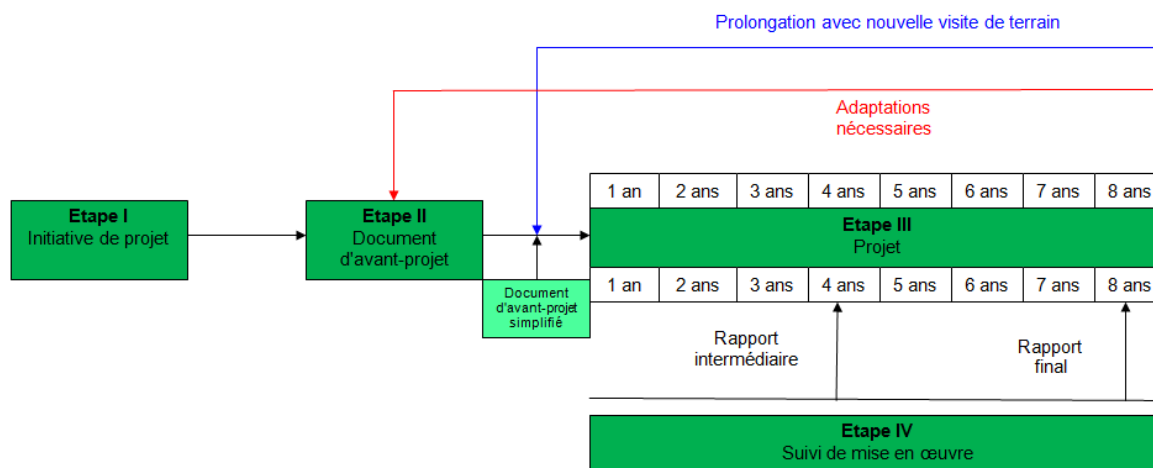 Prolongation avec nouvelle visite de terrain
Adaptations
nécessaires
1 an 2 ans 3 ans 4 ans 5 ans 6 ans 7 ans 8 ans
Etape I
Initiative de projet
Etape II
Document
d'avant-projet
Etape III
Projet
1 an 2 ans 3 ans 4 ans 5 ans 6 ans 7 ans 8 ans
Document
d'avant-projet
simplifié
Rapport
intermédiaire
Rapport
final
Etape IV
Suivi de mise en œuvre